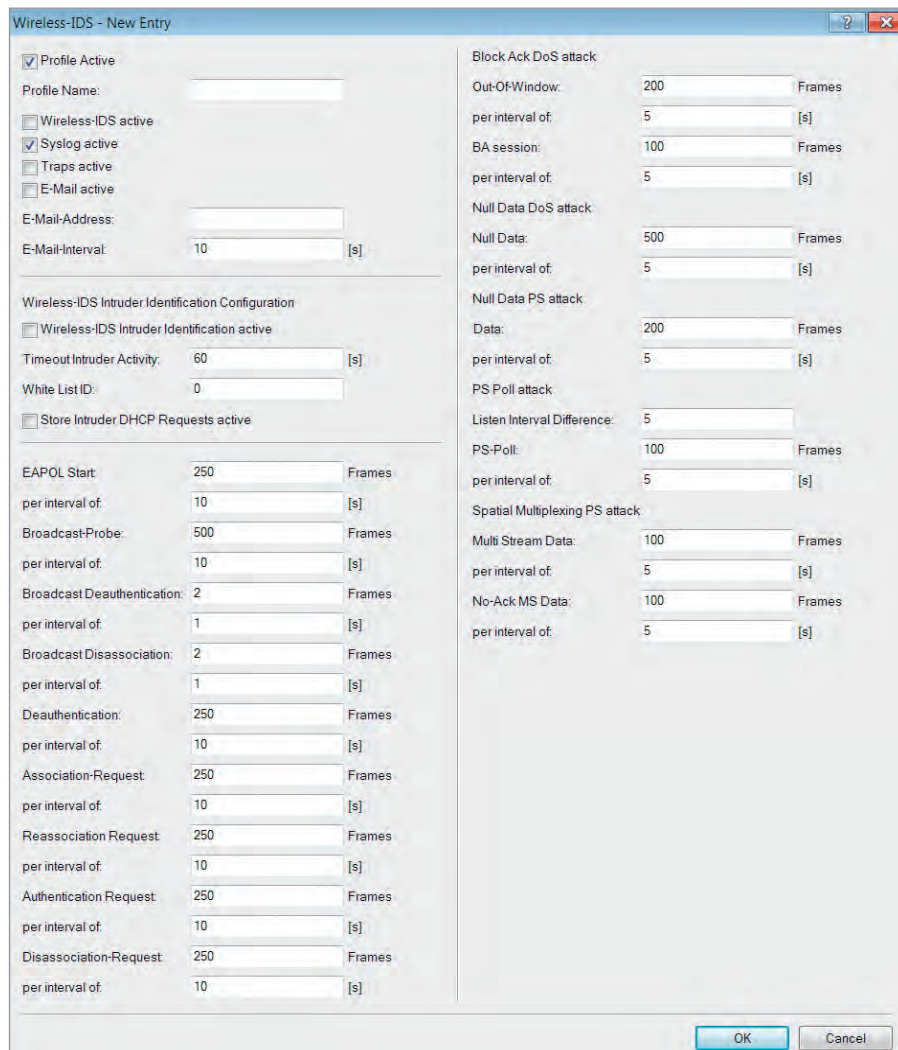 Wireless-IDS - New Entry
Profile Active
Profile Name:
Wireless-IDS active
Syslog active
Traps active
E-Mail active
E-Mail-Address:
E-Mail-Interval: 10 [s]
Wireless-IDS Intruder Identification Configuration
Wireless-IDS Intruder Identification active
Timeout Intruder Activity: 60 [s]
White List ID: 0
Store Intruder DHCP Requests active
EAPOL Start: 250 Frames
per interval of: 10 [s]
Broadcast-Probe: 500 Frames
per interval of: 10 [s]
Broadcast Deauthentication: 2 Frames
per interval of: 1 [s]
Broadcast Disassociation: 2 Frames
per interval of: 1 [s]
Deauthentication: 250 Frames
per interval of: 10 [s]
Association-Request: 250 Frames
per interval of: 10 [s]
Reassociation Request: 250 Frames
per interval of: 10 [s]
Authentication Request: 250 Frames
per interval of: 10 [s]
Disassociation-Request: 250 Frames
per interval of: 10 [s]
Block Ack DoS attack
Out-Of-Window: 200 Frames
per interval of: 5 [s]
BA session: 100 Frames
per interval of: 5 [s]
Null Data DoS attack
Null Data: 500 Frames
per interval of: 5 [s]
Null Data PS attack
Data: 200 Frames
per interval of: 5 [s]
PS Poll attack
Listen Interval Difference: 5
PS-Poll: 100 Frames
per interval of: 5 [s]
Spatial Multiplexing PS attack
Multi Stream Data: 100 Frames
per interval of: 5 [s]
No-Ack MS Data: 100 Frames
per interval of: 5 [s]
OK Cancel